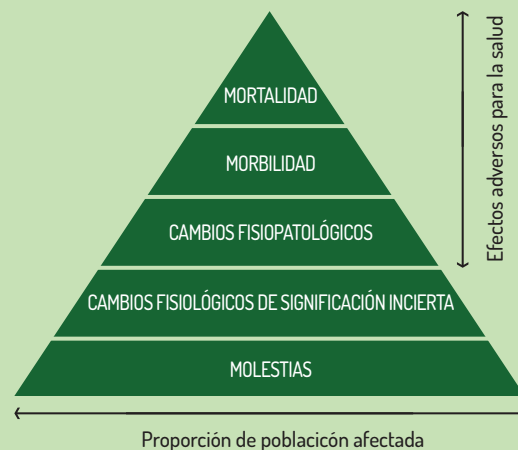 MORTALIDAD
MORBILIDAD
CAMBIOS FISIOPATOLÓGICOS
CAMBIOS FISIOLÓGICOS DE SIGNIFICACIÓN INCIERTA
MOLESTIAS
Efectos adversos para la salud
Proporción de poblacicón afectada